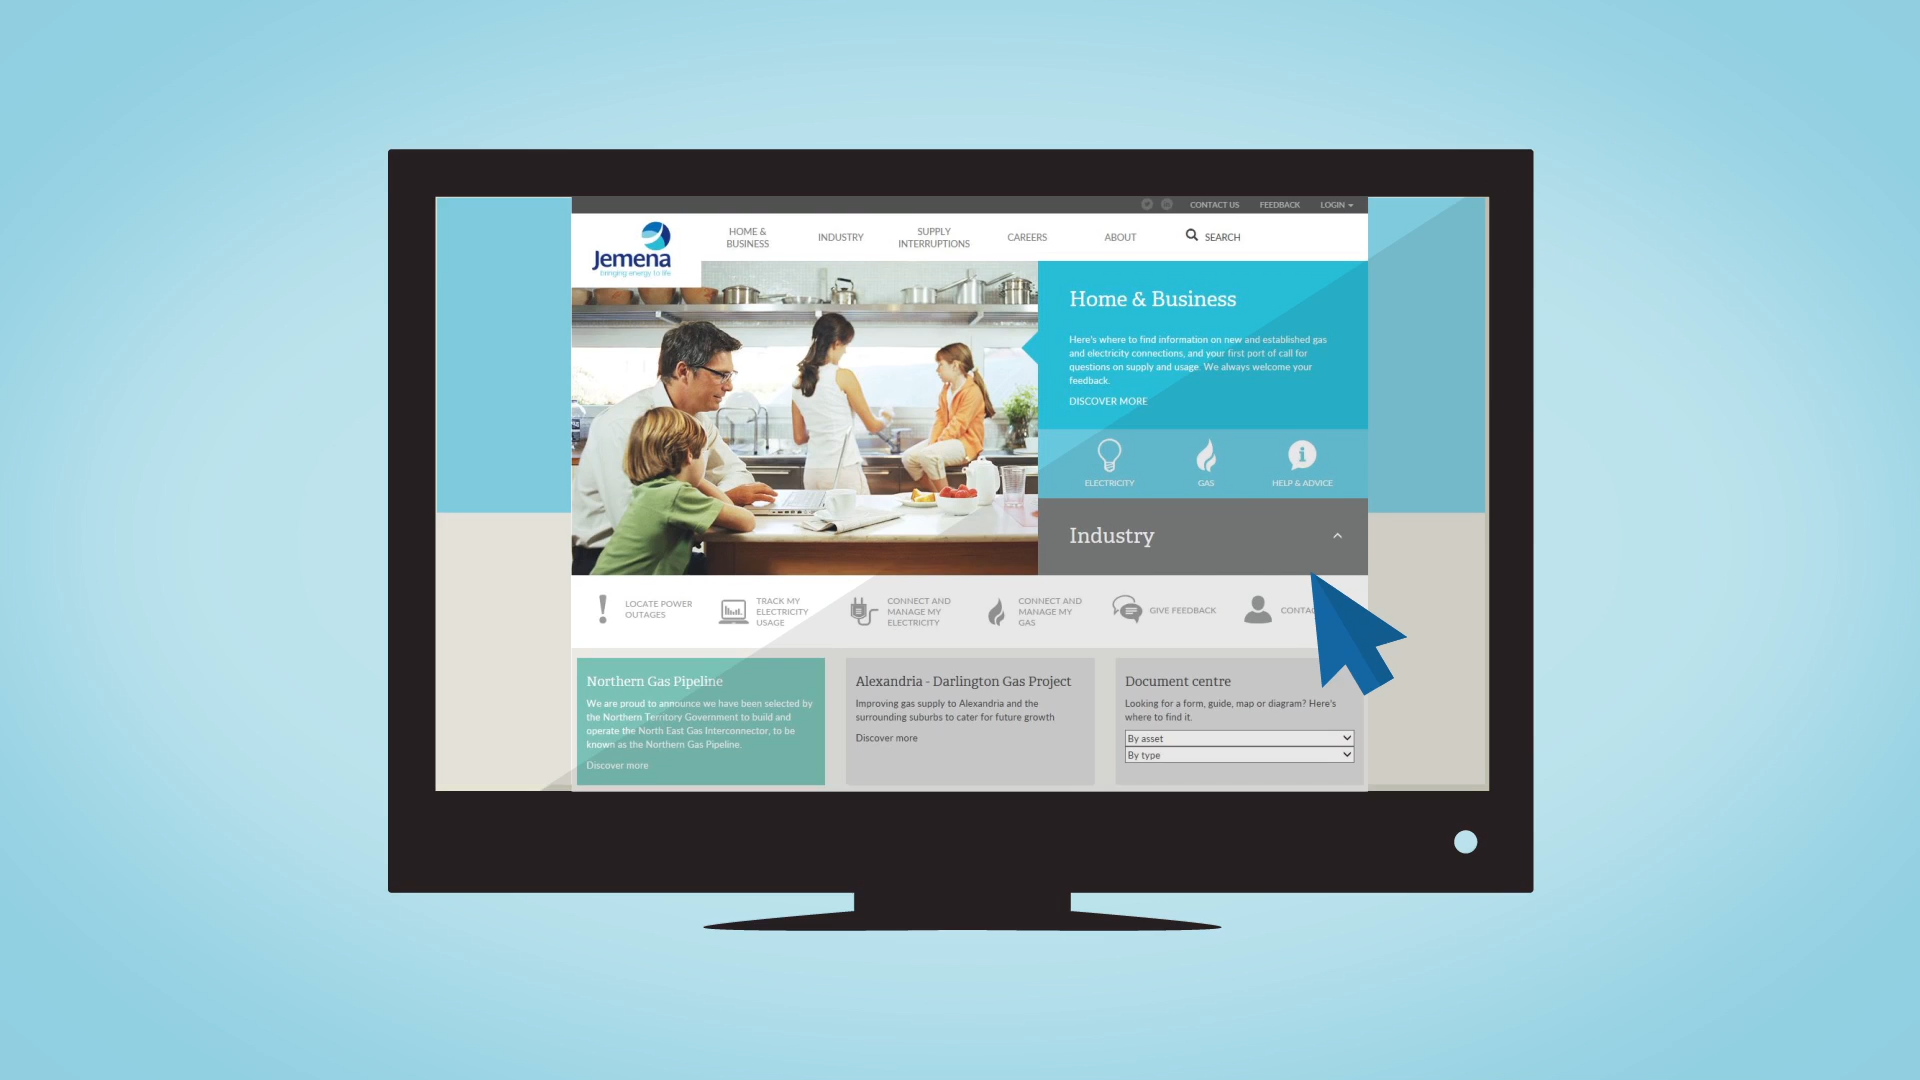 CONTACT US FEEDBACK LOGIN
Jemena
bringing energy to life
HOME &
BUSINESS
INDUSTRY
SUPPLY
INTERRUPTIONS
CAREERS
ABOUT
SEARCH
Home & Business
Here's where to find information on new and established gas
and electricity connections, and your first port of call for
questions on supply and usage. We always welcome your
feedback.
DISCOVER MORE
ELECTRICITY
GAS
HELP & ADVICE
Industry
LOCATE POWER
OUTAGES
TRACK MY
ELECTRICITY
USAGE
CONNECT AND
MANAGE MY
ELECTRICITY
CONNECT AND
MANAGE MY
GAS
GIVE FEEDBACK
Northern Gas Pipeline
We are proud to announce we have been selected by
the Northern Territory Government to build and
operate the North East Gas Interconnector, to be
known as the Northern Gas Pipeline.
Discover more
Alexandria - Darlington Gas Project
Improving gas supply to Alexandria and the
surrounding suburbs to cater for future growth
Discover more
Document centre
Looking for a form, guide, map or diagram? Here's
where to find it.
By asset
By type